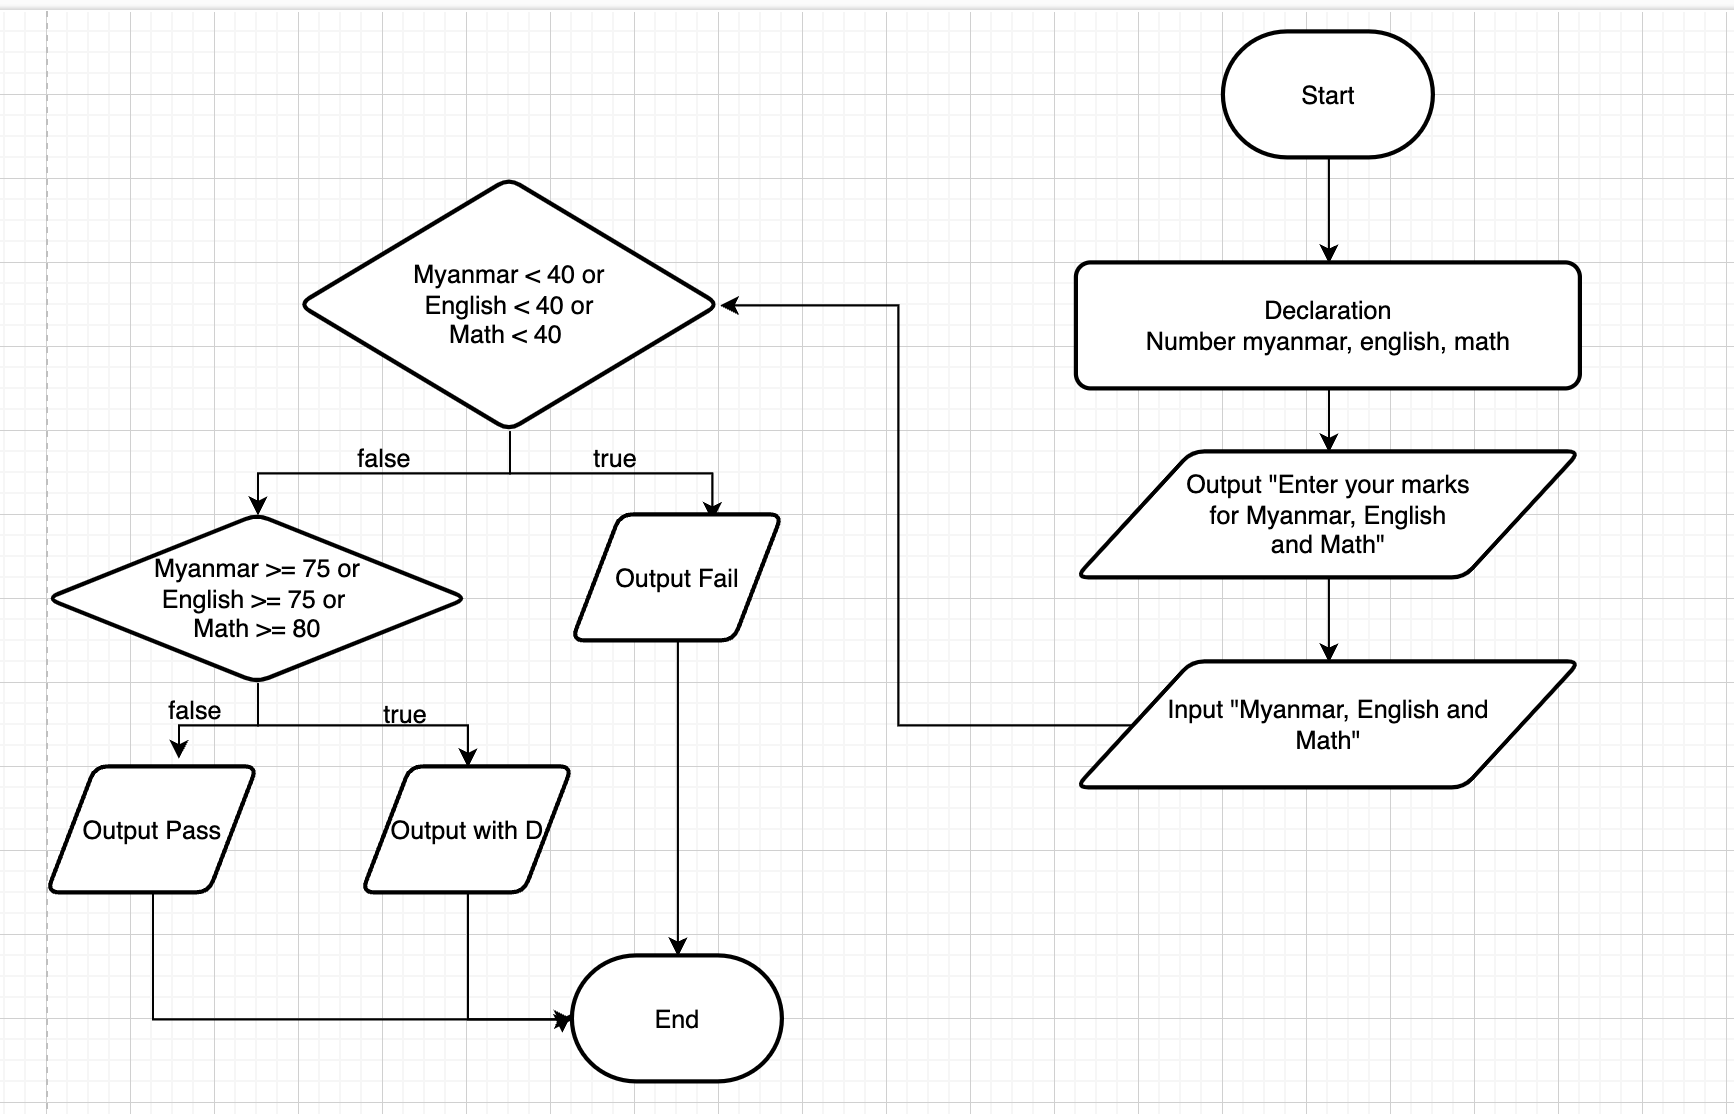 Start
Declaration
Number myanmar, english, math
Output "Enter your marks
for Myanmar, English
and Math"
Input "Myanmar, English and
Math"
Myanmar < 40 or
English < 40 or
Math < 40
false
true
Myanmar >= 75 or
English >= 75 or
Math >= 80
Output Fail
false
true
Output Pass
Output with D
End